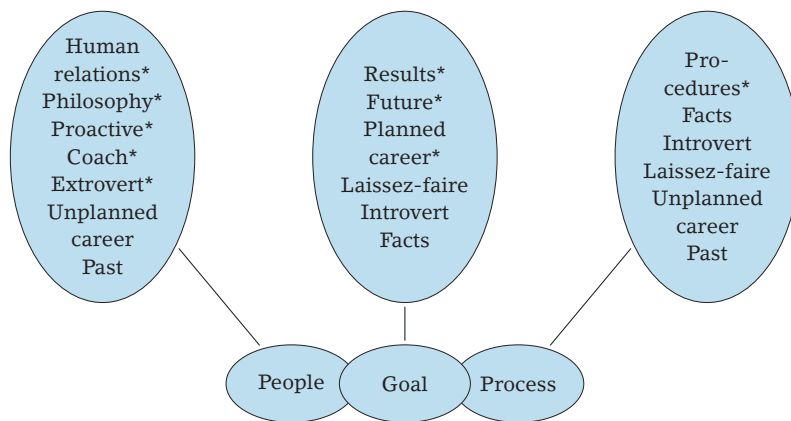 Human
relations*
Philosophy*
Proactive*
Coach*
Extrovert*
Unplanned
career
Past
Results*
Future*
Planned
career*
Laissez-faire
Introvert
Facts
Pro-
cedures*
Facts
Introvert
Laissez-faire
Unplanned
career
Past
People
Goal
Process